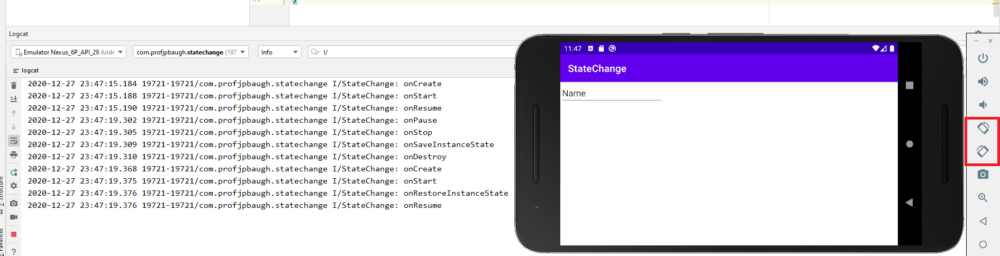 Logcat
Emulator Nexus_6P_API_29 Andr
com.profjpbaugh.statechange (197
Info
I/
logcat
2020-12-27 23:47:15.184 19721-19721/com.profjpbaugh.statechange I/StateChange: onCreate
2020-12-27 23:47:15.188 19721-19721/com.profjpbaugh.statechange I/StateChange: onStart
2020-12-27 23:47:15.190 19721-19721/com.profjpbaugh.statechange I/StateChange: onResume
2020-12-27 23:47:19.302 19721-19721/com.profjpbaugh.statechange I/StateChange: onPause
2020-12-27 23:47:19.305 19721-19721/com.profjpbaugh.statechange I/StateChange: onStop
2020-12-27 23:47:19.309 19721-19721/com.profjpbaugh.statechange I/StateChange: onSaveInstanceState
2020-12-27 23:47:19.310 19721-19721/com.profjpbaugh.statechange I/StateChange: onDestroy
2020-12-27 23:47:19.368 19721-19721/com.profjpbaugh.statechange I/StateChange: onCreate
2020-12-27 23:47:19.375 19721-19721/com.profjpbaugh.statechange I/StateChange: onStart
2020-12-27 23:47:19.376 19721-19721/com.profjpbaugh.statechange I/StateChange: onRestoreInstanceState
2020-12-27 23:47:19.376 19721-19721/com.profjpbaugh.statechange I/StateChange: onResume
Structure
Favorites
11:47
StateChange
Name